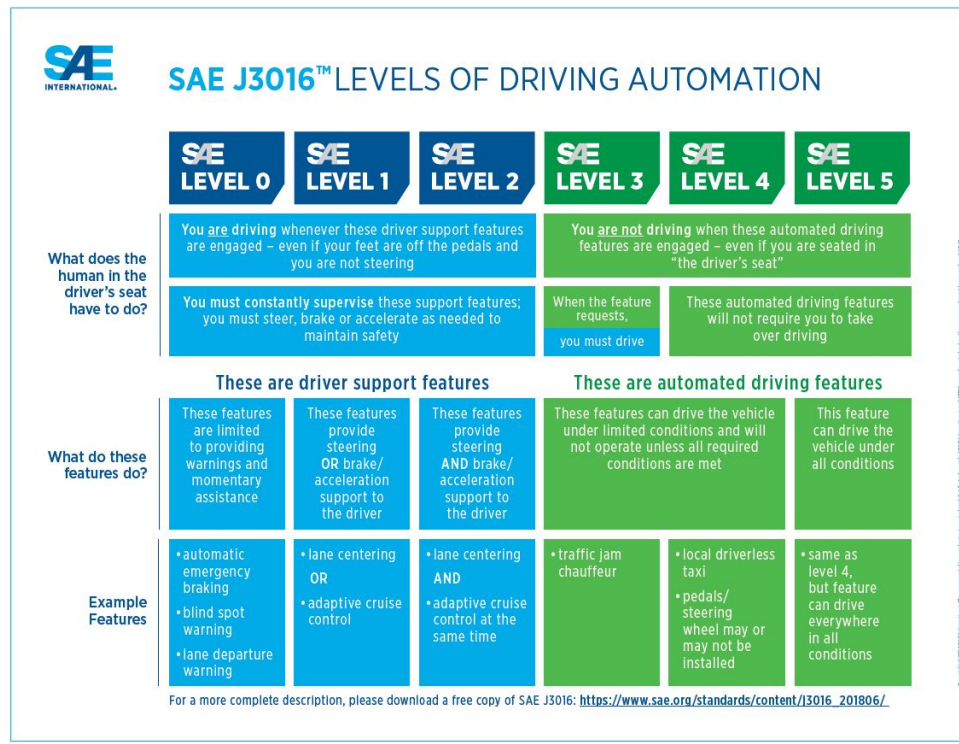 SAE
INTERNATIONAL®
SAE J3016™ LEVELS OF DRIVING AUTOMATION
SAE
LEVEL 0
SAE
LEVEL 1
SAE
LEVEL 2
SAE
LEVEL 3
SAE
LEVEL 4
SAE
LEVEL 5
What does the
human in the
driver's seat
have to do?
You are driving whenever these driver support features
are engaged – even if your feet are off the pedals and
you are not steering
You are not driving when these automated driving
features are engaged – even if you are seated in
“the driver's seat”
You must constantly supervise these support features;
you must steer, brake or accelerate as needed to
maintain safety
When the feature
requests,
you must drive
These automated driving features
will not require you to take
over driving
These are driver support features
These are automated driving features
What do these
features do?
These features
are limited
to providing
warnings and
momentary
assistance
These features
provide
steering
OR brake/
acceleration
support to
the driver
These features
provide
steering
AND brake/
acceleration
support to
the driver
These features can drive the vehicle
under limited conditions and will
not operate unless all required
conditions are met
This feature
can drive the
vehicle under
all conditions
Example
Features
• automatic
emergency
braking
• blind spot
warning
• lane departure
warning
• lane centering
OR
• adaptive cruise
control
• lane centering
AND
• adaptive cruise
control at the
same time
• traffic jam
chauffeur
• local driverless
taxi
• pedals/
steering
wheel may or
may not be
installed
• same as
level 4,
but feature
can drive
everywhere
in all
conditions
For a more complete description, please download a free copy of SAE J3016: https://www.sae.org/standards/content/j3016_201806/